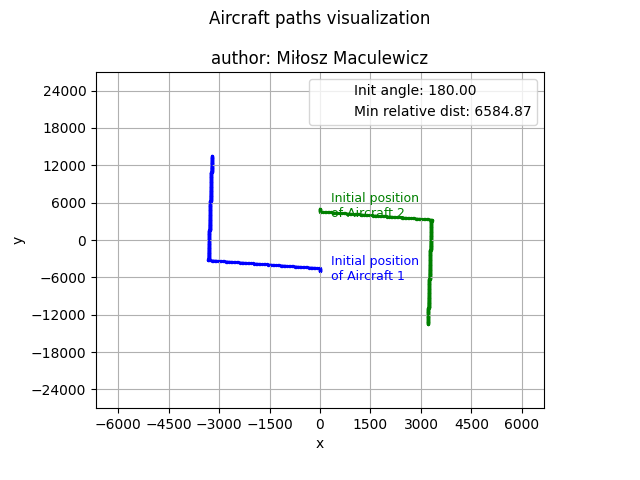 Aircraft paths visualization
author: Miłosz Maculewicz
Init angle: 180.00
Min relative dist: 6584.87
24000
18000
12000
6000
0
−6000
−12000
−18000
−24000
y
Initial position
of Aircraft 2
Initial position
of Aircraft 1
−6000 −4500 −3000 −1500 0 1500 3000 4500 6000
x